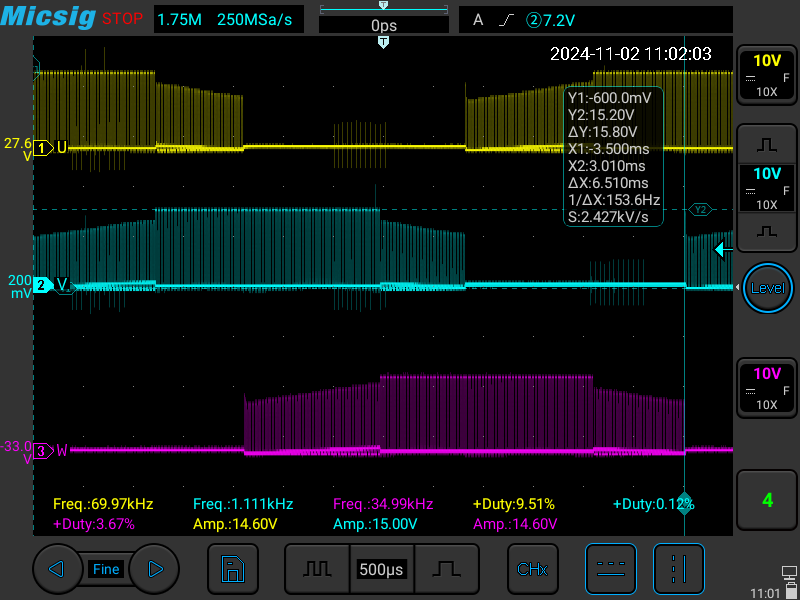 Micsig STOP 1.75M 250MSa/s 0ps A ②7.2V
T
2024-11-02 11:02:03
10V
F
10X
Y1:-600.0mV
Y2:15.20V
ΔY:15.80V
X1:-3.500ms
X2:3.010ms
ΔX:6.510ms
1/ΔX:153.6Hz
S:2.427kV/s
27.6
V
1 U
10V
F
10X
Y2
200
mV
2 V
Level
10V
F
10X
-33.0
V
3 W
Freq.:69.97kHz Freq.:1.111kHz Freq.:34.99kHz +Duty:9.51% +Duty:0.12%
+Duty:3.67% Amp.:14.60V Amp.:15.00V Amp.:14.60V
4
Fine 500µs CHx
11:01